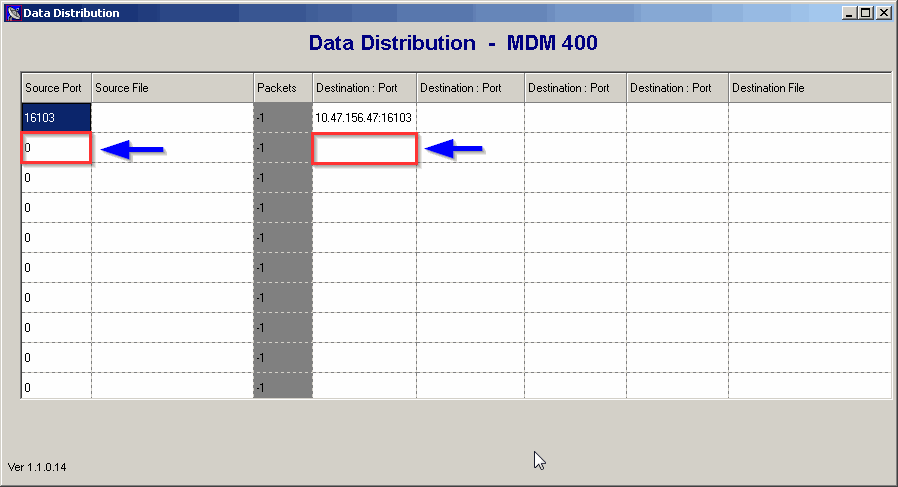 Data Distribution
Data Distribution - MDM 400
Source Port Source File Packets Destination : Port Destination : Port Destination : Port Destination : Port Destination File
16103 -1 10.47.156.47:16103
0 -1
0 -1
0 -1
0 -1
0 -1
0 -1
0 -1
0 -1
0 -1
Ver 1.1.0.14